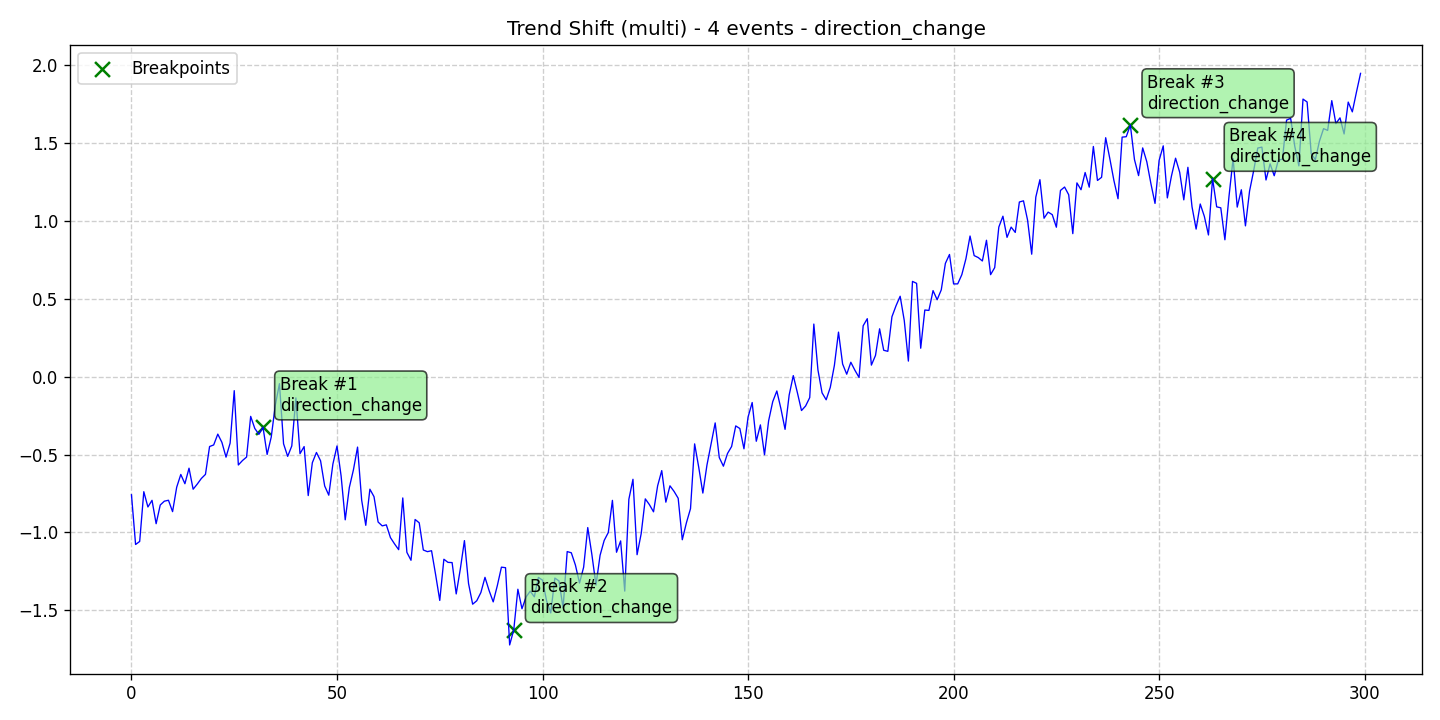 Trend Shift (multi) - 4 events - direction_change
Breakpoints
Break #3
direction_change
Break #4
direction_change
Break #1
direction_change
Break #2
direction_change
2.0
1.5
1.0
0.5
0.0
−0.5
−1.0
−1.5
0
50
100
150
200
250
300